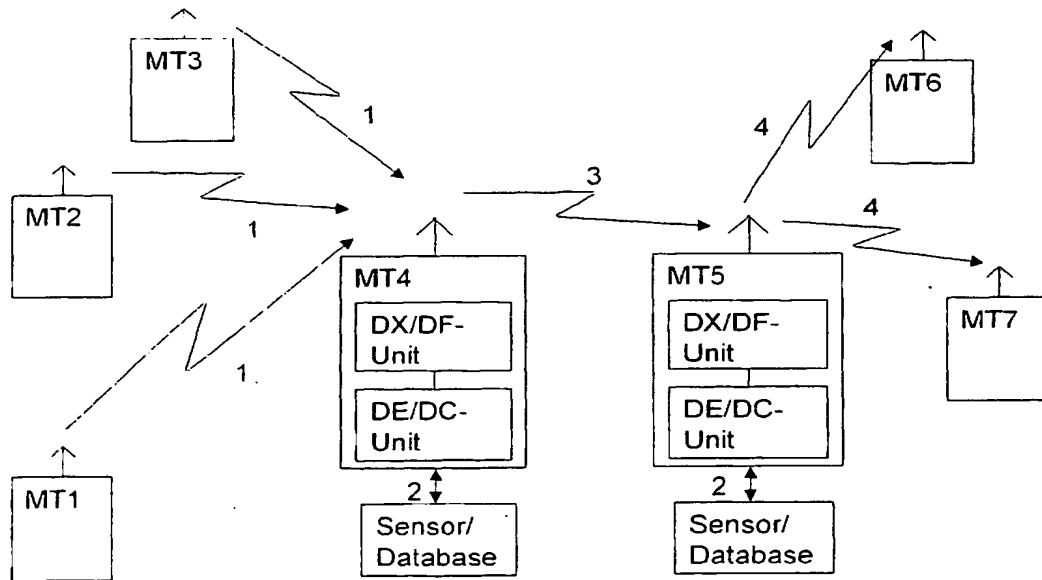 MT3
1
MT6
4
MT2
1
3
4
MT4
DX/DF-
Unit
DE/DC-
Unit
MT5
DX/DF-
Unit
DE/DC-
Unit
MT7
1
MT1
2
Sensor/
Database
2
Sensor/
Database